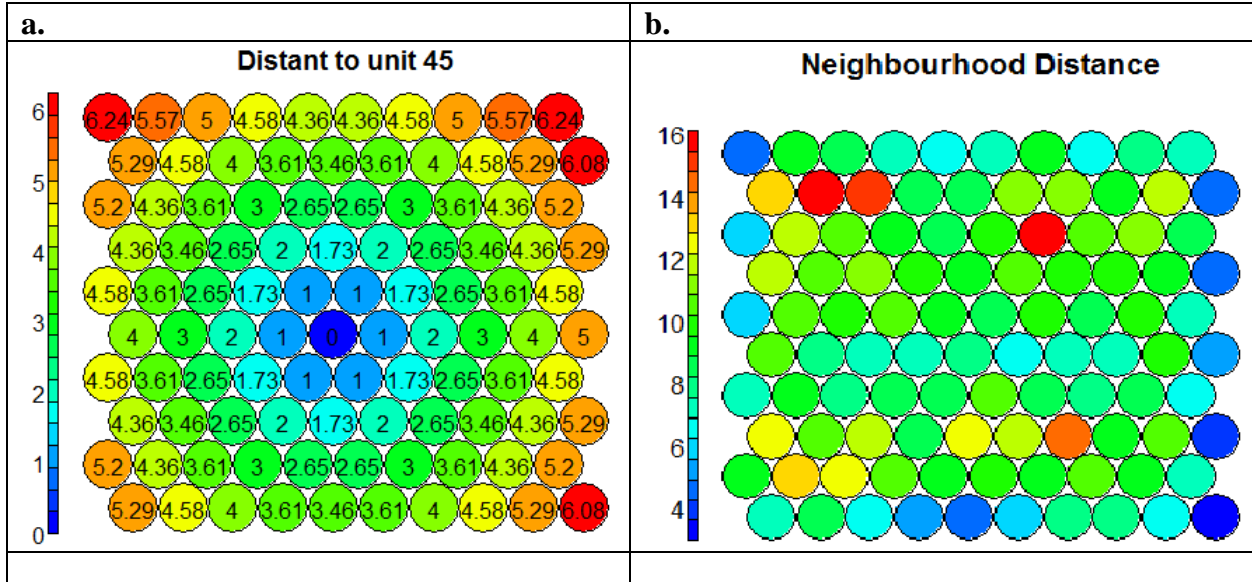 a.
Distant to unit 45
6
5
4
3
2
1
0
6.24 5.57 5 4.58 4.36 4.36 4.58 5 5.57 6.24
5.29 4.58 4 3.61 3.46 3.61 4 4.58 5.29 6.08
5.2 4.36 3.61 3 2.65 2.65 3 3.61 4.36 5.2
4.36 3.46 2.65 2 1.73 2 2.65 3.46 4.36 5.29
4.58 3.61 2.65 1.73 1 1 1.73 2.65 3.61 4.58
4 3 2 1 0 1 2 3 4 5
4.58 3.61 2.65 1.73 1 1 1.73 2.65 3.61 4.58
4.36 3.46 2.65 2 1.73 2 2.65 3.46 4.36 5.29
5.2 4.36 3.61 3 2.65 2.65 3 3.61 4.36 5.2
5.29 4.58 4 3.61 3.46 3.61 4 4.58 5.29 6.08
b.
Neighbourhood Distance
16
14
12
10
8
6
4